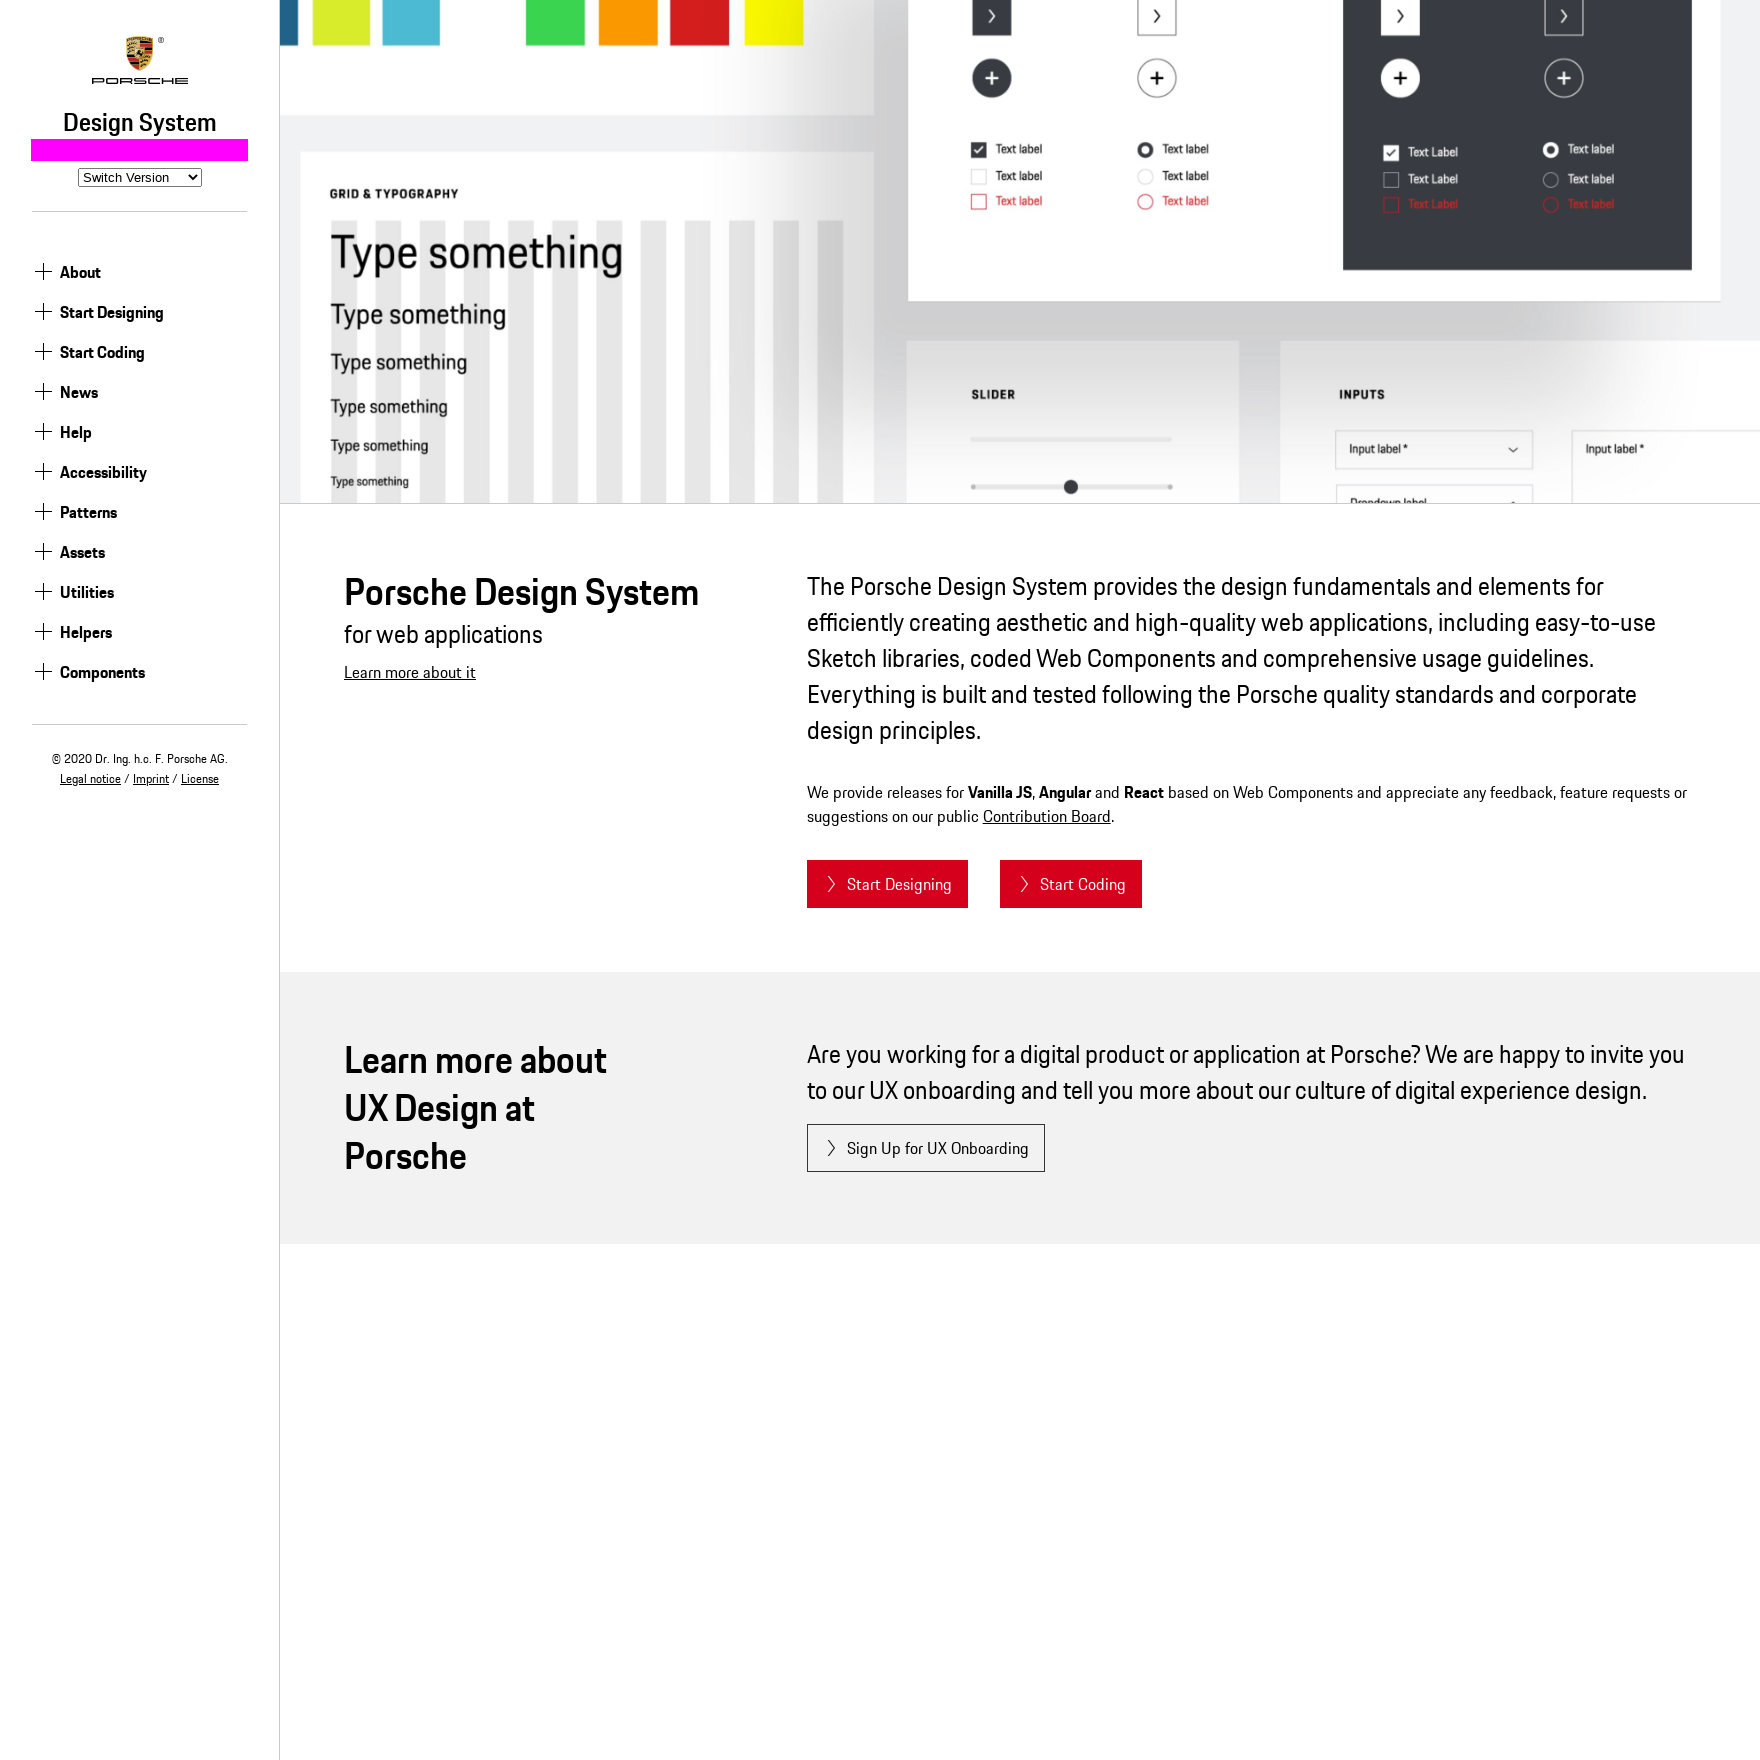 PORSCHE
®
Design System
Switch Version
About
Start Designing
Start Coding
News
Help
Accessibility
Patterns
Assets
Utilities
Helpers
Components
© 2020 Dr. Ing. h.c. F. Porsche AG.
Legal notice / Imprint / License
GRID & TYPOGRAPHY
Type something
Type something
Type something
Type something
Type something
Type something
Text label
Text label
Text label
Text label
Text label
Text label
Text Label
Text Label
Text Label
Text label
Text label
Text label
SLIDER
INPUTS
Input label *
Input label *
Dropdown label
Porsche Design System
for web applications
Learn more about it
The Porsche Design System provides the design fundamentals and elements for
efficiently creating aesthetic and high-quality web applications, including easy-to-use
Sketch libraries, coded Web Components and comprehensive usage guidelines.
Everything is built and tested following the Porsche quality standards and corporate
design principles.
We provide releases for Vanilla JS, Angular and React based on Web Components and appreciate any feedback, feature requests or
suggestions on our public Contribution Board.
Start Designing
Start Coding
Learn more about
UX Design at
Porsche
Are you working for a digital product or application at Porsche? We are happy to invite you
to our UX onboarding and tell you more about our culture of digital experience design.
Sign Up for UX Onboarding